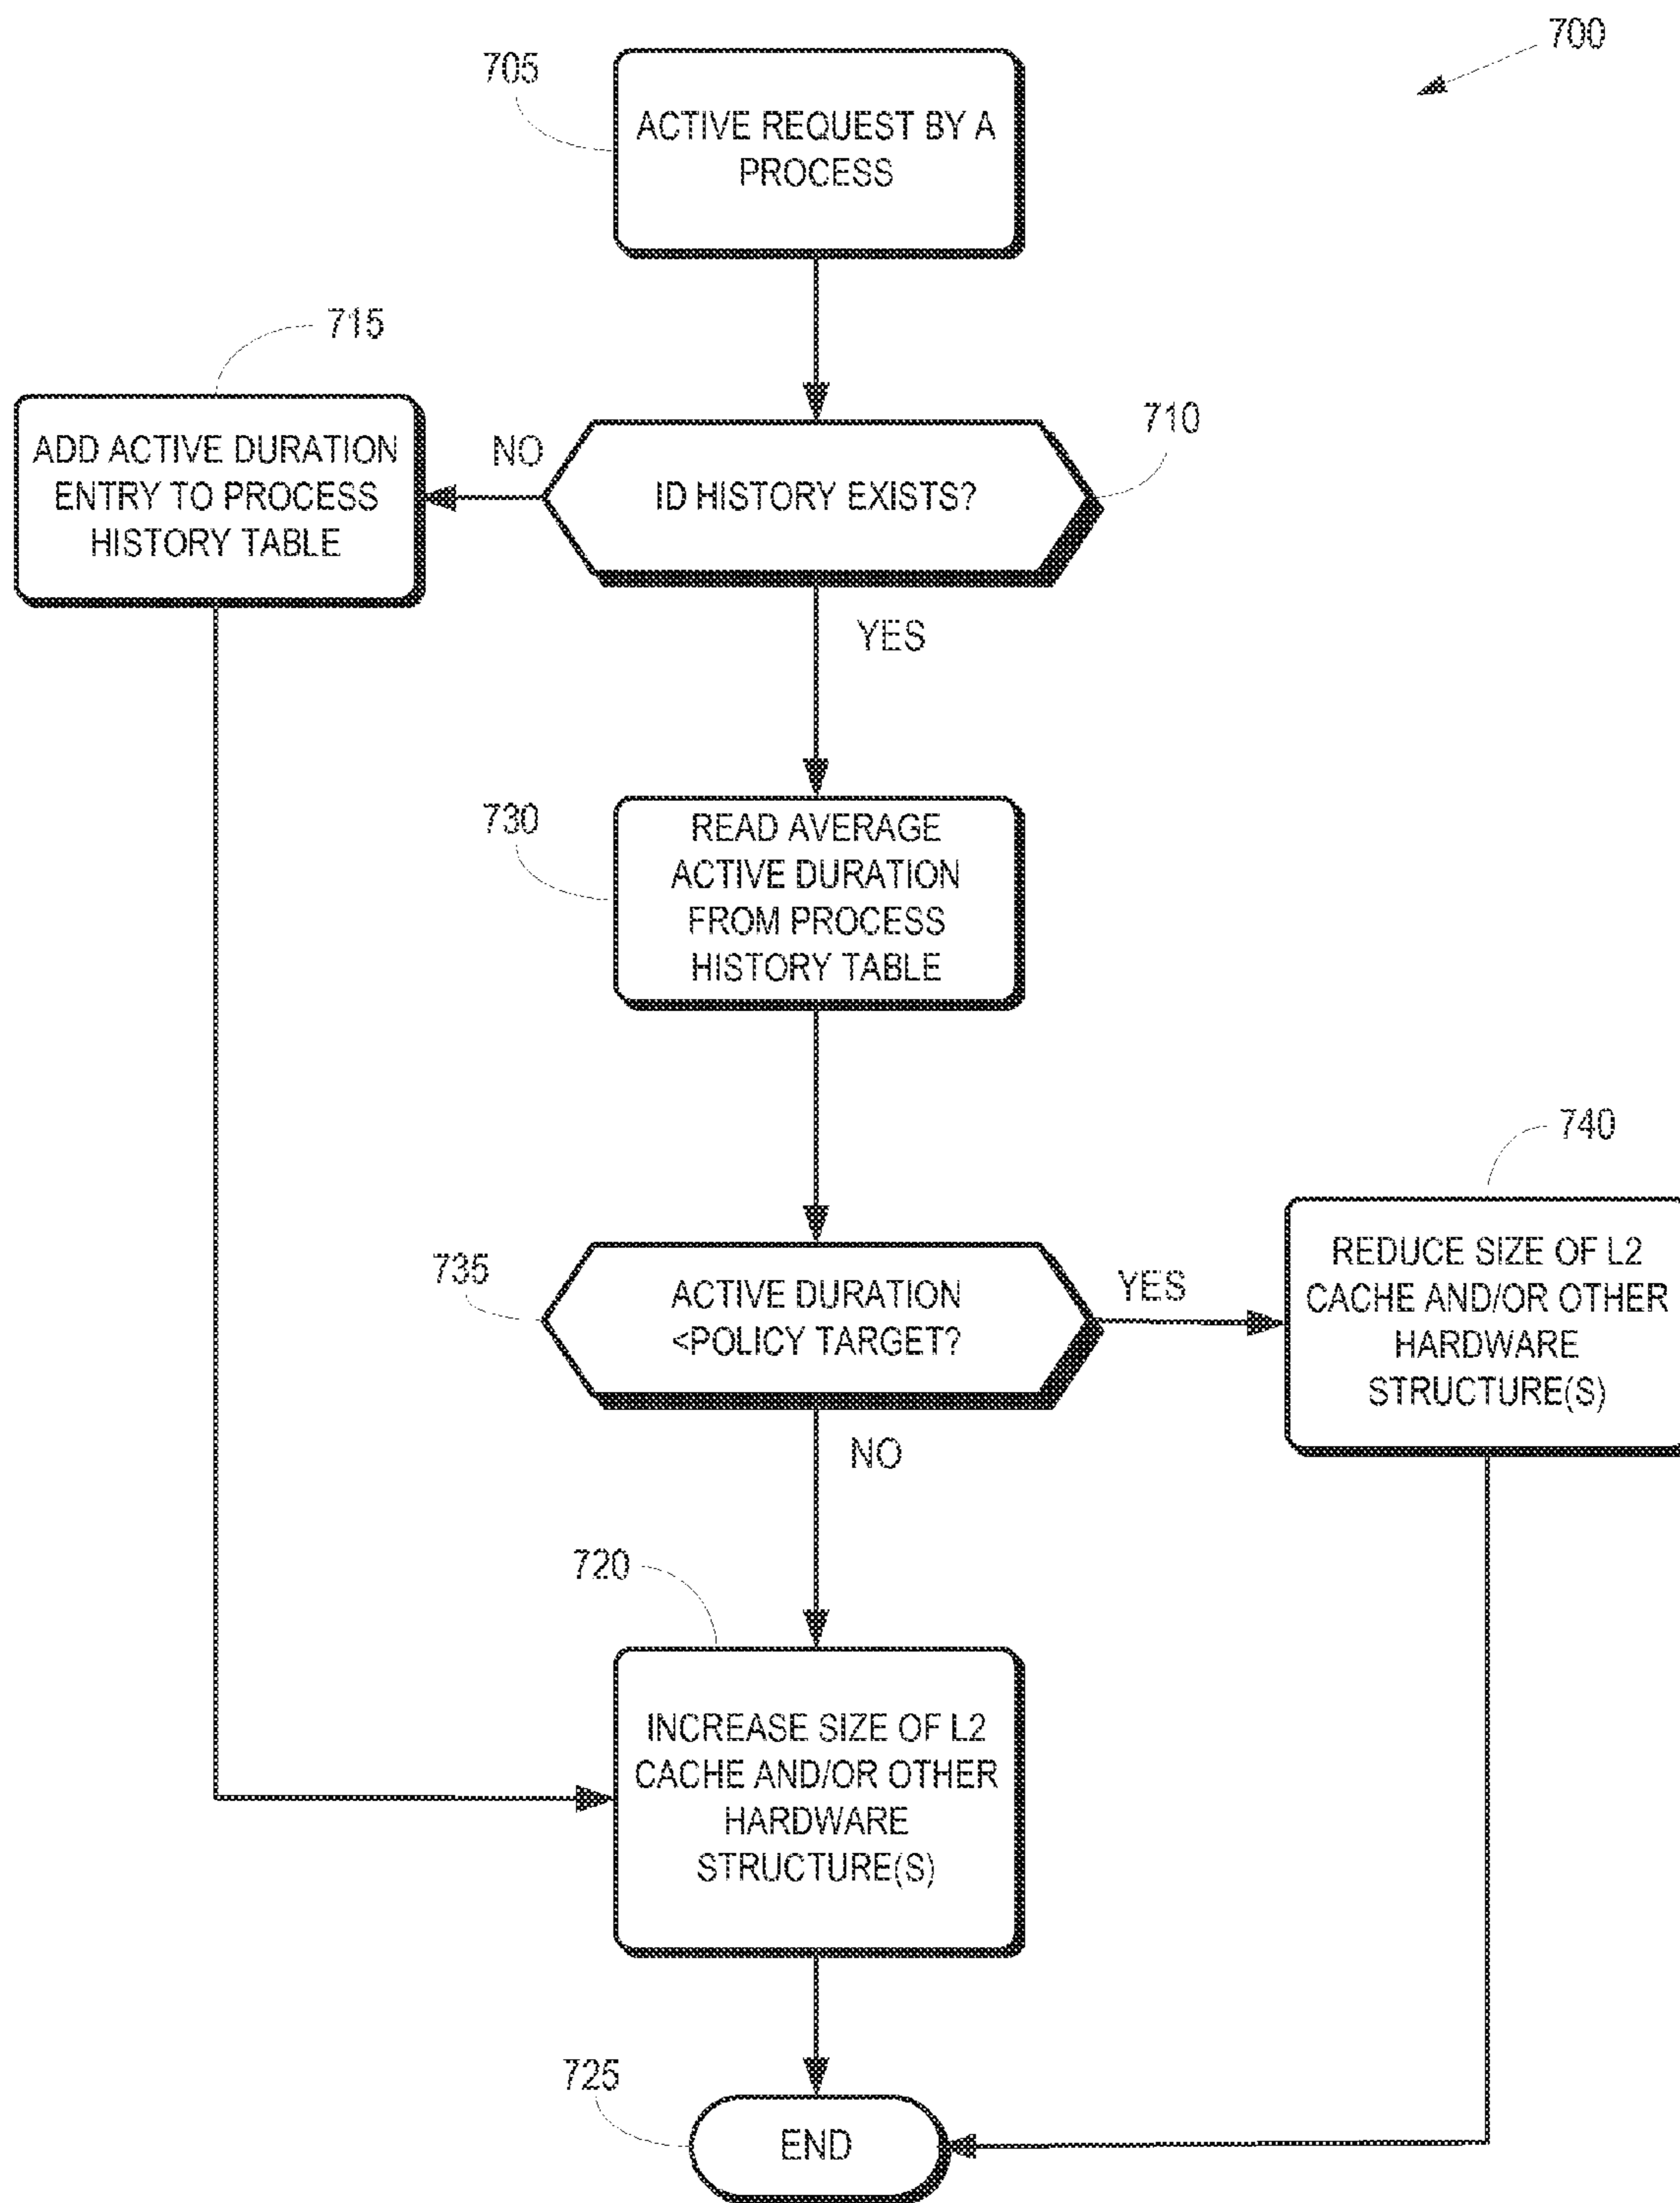 700
705
ACTIVE REQUEST BY A
PROCESS
715
ADD ACTIVE DURATION
ENTRY TO PROCESS
HISTORY TABLE
NO
710
ID HISTORY EXISTS?
YES
730
READ AVERAGE
ACTIVE DURATION
FROM PROCESS
HISTORY TABLE
735
ACTIVE DURATION
<POLICY TARGET?
YES
740
REDUCE SIZE OF L2
CACHE AND/OR OTHER
HARDWARE
STRUCTURE(S)
NO
720
INCREASE SIZE OF L2
CACHE AND/OR OTHER
HARDWARE
STRUCTURE(S)
725
END